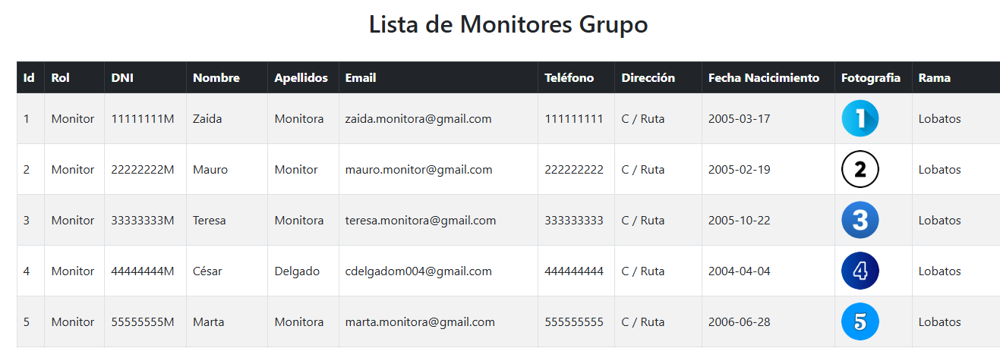 Lista de Monitores Grupo
Id Rol DNI Nombre Apellidos Email Teléfono Dirección Fecha Nacicimiento Fotografia Rama
1 Monitor 11111111M Zaida Monitora zaida.monitora@gmail.com 111111111 C / Ruta 2005-03-17 1 Lobatos
2 Monitor 22222222M Mauro Monitor mauro.monitor@gmail.com 222222222 C / Ruta 2005-02-19 2 Lobatos
3 Monitor 33333333M Teresa Monitora teresa.monitora@gmail.com 333333333 C / Ruta 2005-10-22 3 Lobatos
4 Monitor 44444444M César Delgado cdelgadom004@gmail.com 444444444 C / Ruta 2004-04-04 4 Lobatos
5 Monitor 55555555M Marta Monitora marta.monitora@gmail.com 555555555 C / Ruta 2006-06-28 5 Lobatos